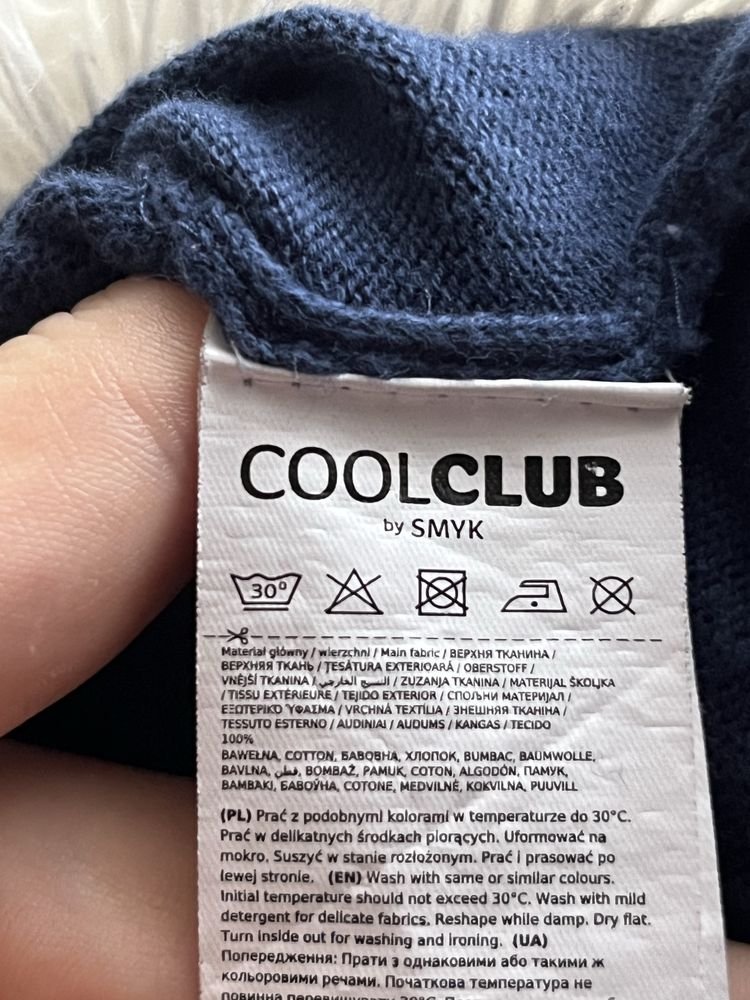 COOLCLUB
by SMYK
30°
Materiał główny / wierzchni / Main fabric / ВЕРХНЯ ТКАНИНА /
ВЕРХНЯЯ ТКАНЬ / ȚESĂTURA EXTERIOARĂ / OBERSTOFF /
VNĚJŠÍ TKANINA / النسيج الخارجي / ZUZANJA TKANINA / MATERIJAL ŠKOLJKA
/ TISSU EXTÉRIEURE / TEJIDO EXTERIOR / СПОЉНИ МАТЕРИЈАЛ /
ΕΞΩΤΕΡΙΚΟ ΎΦΑΣΜΑ / VRCHNÁ TEXTÍLIA / ЗНЕШНЯЯ ТКАНІНА /
TESSUTO ESTERNO / AUDINIAI / AUDUMS / KANGAS / TECIDO
100%
BAWEŁNA, COTTON, БАВОВНА, ХЛОПОК, BUMBAC, BAUMWOLLE,
BAVLNA, قطن, BOMBAŽ, PAMUK, COTON, ALGODÓN, ПАМУК,
ΒΑΜΒΑΚΙ, БАВОЎНА, COTONE, MEDVILNĖ, KOKVILNA, PUUVILL
(PL) Prać z podobnymi kolorami w temperaturze do 30°C.
Prać w delikatnych środkach piorących. Uformować na
mokro. Suszyć w stanie rozłożonym. Prać i prasować po
lewej stronie. (EN) Wash with same or similar colours.
Initial temperature should not exceed 30°C. Wash with mild
detergent for delicate fabrics. Reshape while damp. Dry flat.
Turn inside out for washing and ironing. (UA)
Попередження: Прати з однаковими або такими ж
кольоровими речами. Початкова температура не
повинна перевищувати 30°C.